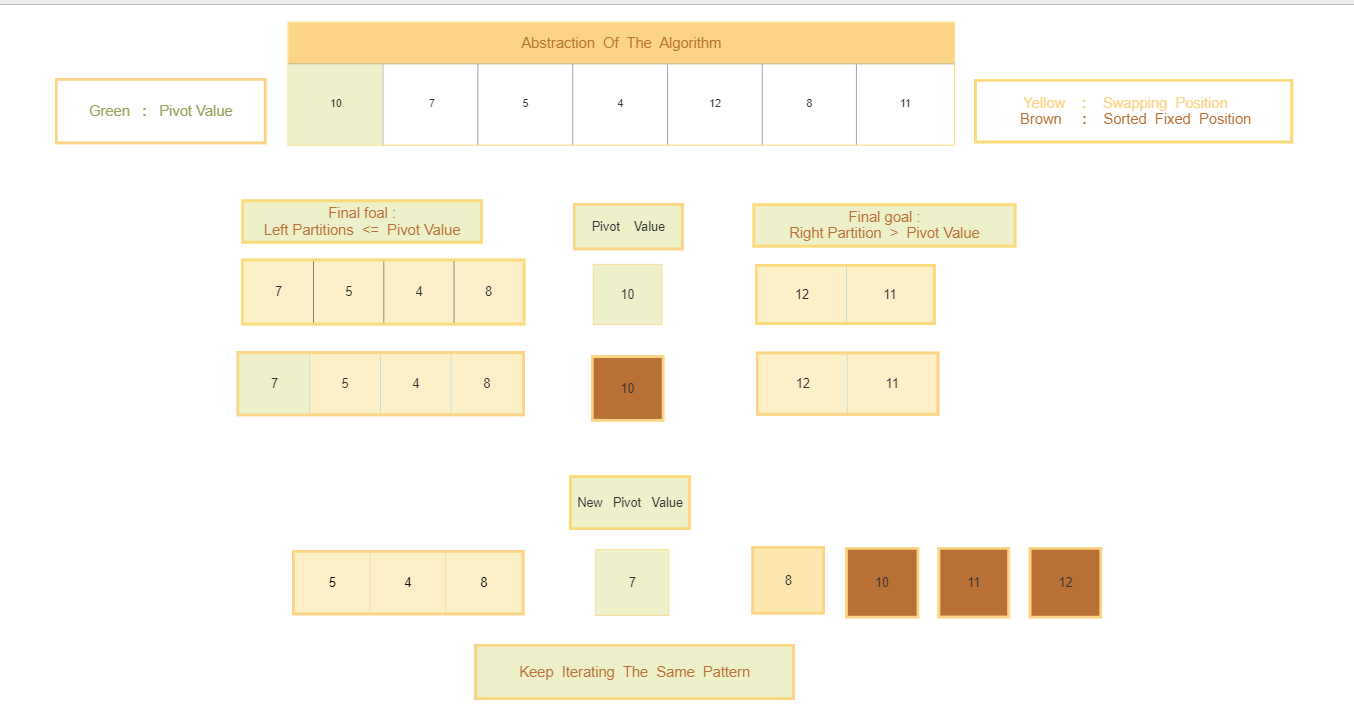 Abstraction Of The Algorithm
Green : Pivot Value
10 7 5 4 12 8 11
Yellow : Swapping Position
Brown : Sorted Fixed Position
Final foal :
Left Partitions <= Pivot Value
Pivot Value
Final goal :
Right Partition > Pivot Value
7 5 4 8 10 12 11
7 5 4 8 10 12 11
New Pivot Value
5 4 8 7 8 10 11 12
Keep Iterating The Same Pattern